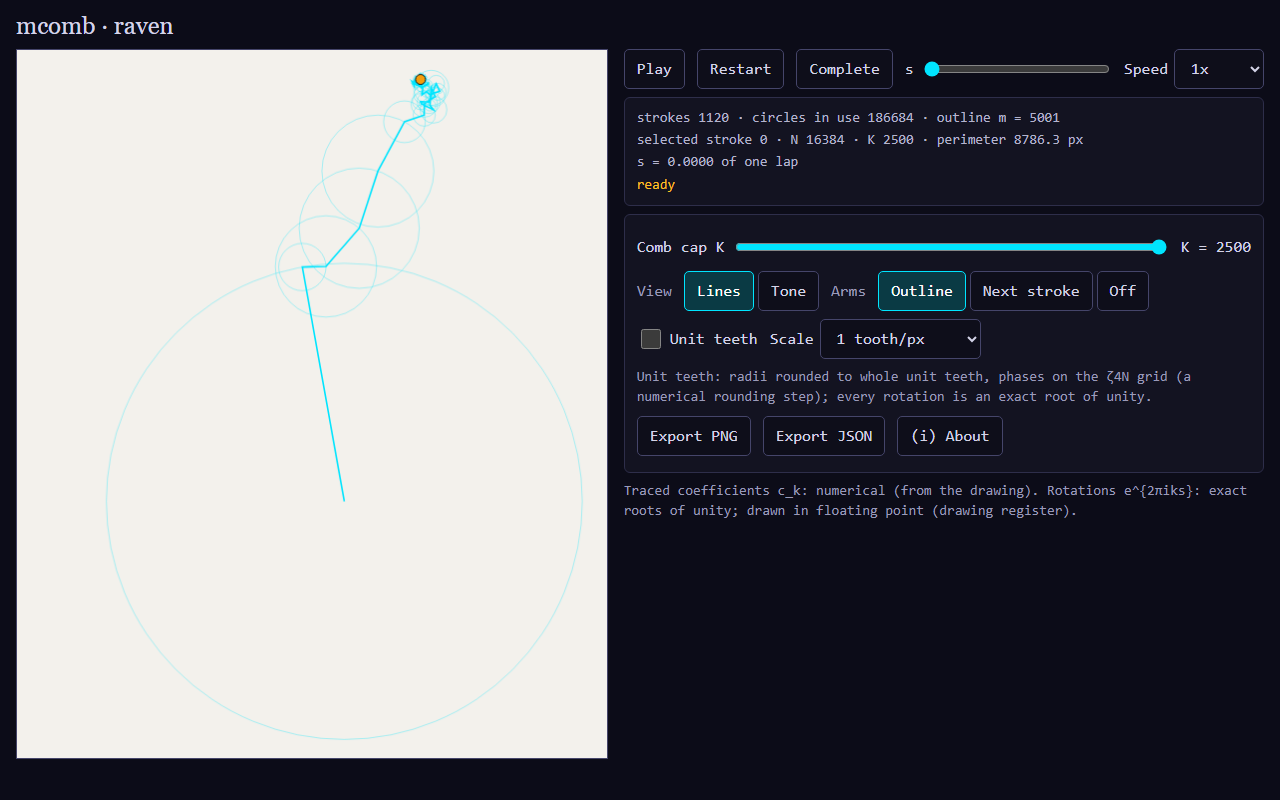 mcomb · raven
Play Restart Complete s Speed 1x
strokes 1120 · circles in use 186684 · outline m = 5001
selected stroke 0 · N 16384 · K 2500 · perimeter 8786.3 px
s = 0.0000 of one lap
ready
Comb cap K K = 2500
View Lines Tone Arms Outline Next stroke Off
Unit teeth Scale 1 tooth/px
Unit teeth: radii rounded to whole unit teeth, phases on the ζ4N grid (a
numerical rounding step); every rotation is an exact root of unity.
Export PNG Export JSON (i) About
Traced coefficients c_k: numerical (from the drawing). Rotations e^{2πiks}: exact
roots of unity; drawn in floating point (drawing register).